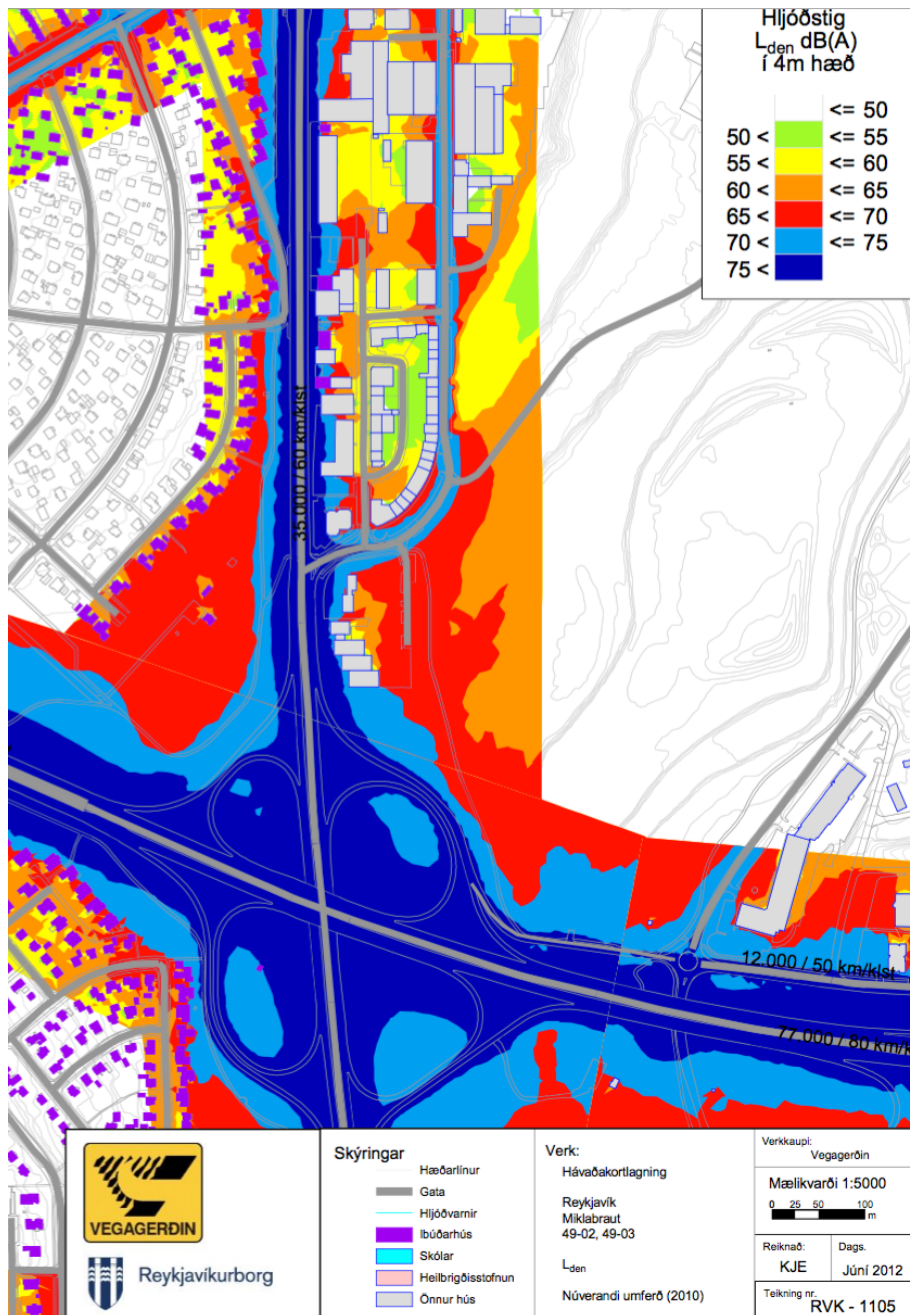 Hljóðstig
Lden dB(A)
í 4m hæð
<= 50
50 < <= 55
55 < <= 60
60 < <= 65
65 < <= 70
70 < <= 75
75 <
35.000 / 60 km/klst
12.000 / 50 km/klst
77.000 / 80 km/k
VEGAGERÐIN
Reykjavíkurborg
Skýringar
Hæðarlínur
Gata
Hljóðvarnir
Íbúðarhús
Skólar
Heilbrigðisstofnun
Önnur hús
Verk:
Hávaðakortlagning
Reykjavík
Miklabraut
49-02, 49-03
Lden
Núverandi umferð (2010)
Verkkaupi:
Vegagerðin
Mælikvarði 1:5000
0 25 50 100
m
Reiknað:
KJE
Dags.
Júní 2012
Teikning nr.
RVK - 1105